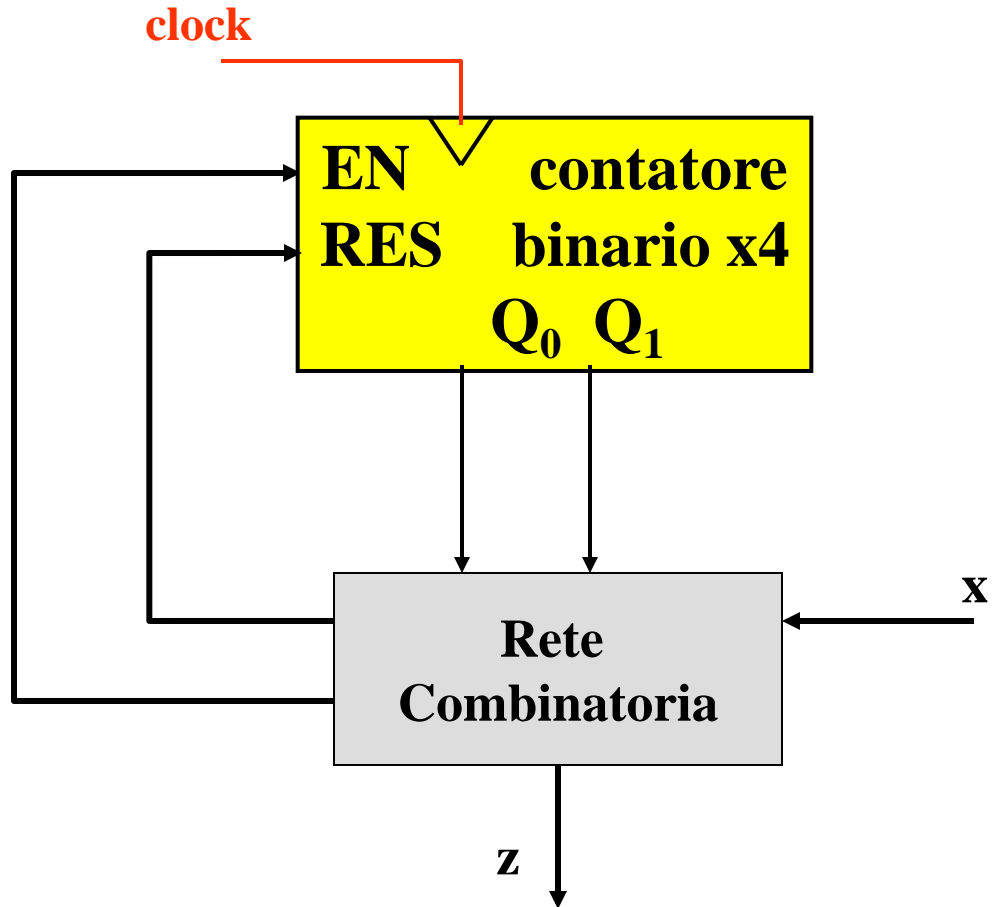 clock
EN contatore
RES binario x4
Q0 Q1
x
Rete
Combinatoria
z